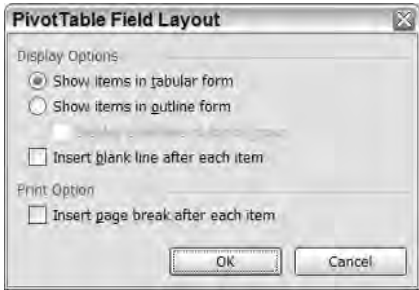 PivotTable Field Layout
Display Options
Show items in tabular form
Show items in outline form
Insert blank line after each item
Print Option
Insert page break after each item
OK
Cancel